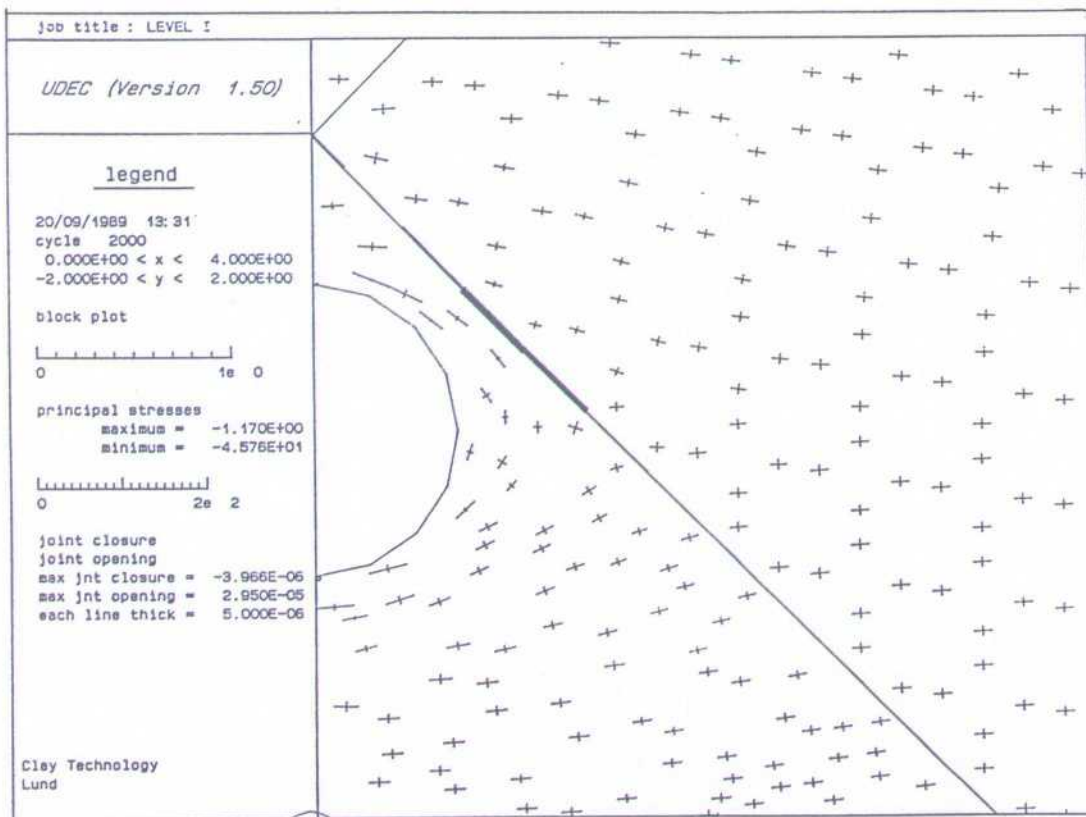 job title : LEVEL I
UDEC (Version 1.50)
legend
20/09/1989 13:31
cycle 2000
0.000E+00 < x < 4.000E+00
-2.000E+00 < y < 2.000E+00
block plot
0 1e 0
principal stresses
maximum = -1.170E+00
minimum = -4.576E+01
0 2e 2
joint closure
joint opening
max jnt closure = -3.966E-06
max jnt opening = 2.950E-05
each line thick = 5.000E-06
Clay Technology
Lund